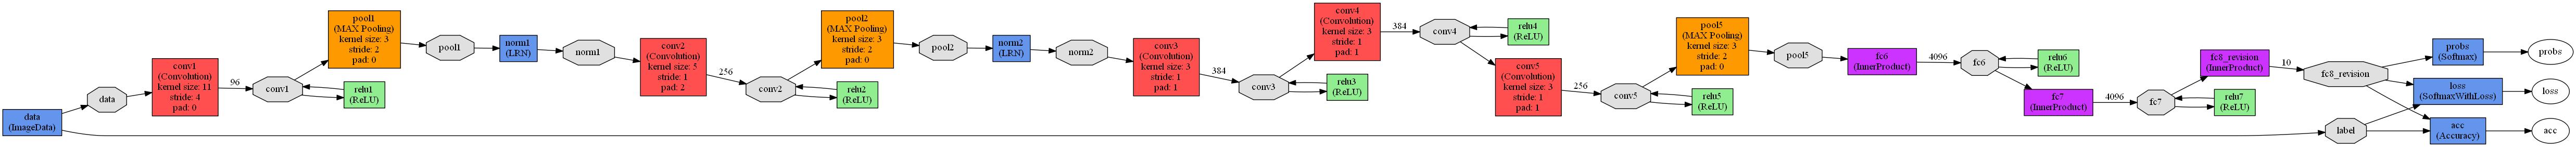 data
(ImageData)
data
conv1
(Convolution)
kernel size: 11
stride: 4
pad: 0
96
conv1
pool1
(MAX Pooling)
kernel size: 3
stride: 2
pad: 0
relu1
(ReLU)
pool1
norm1
(LRN)
norm1
conv2
(Convolution)
kernel size: 5
stride: 1
pad: 2
256
conv2
pool2
(MAX Pooling)
kernel size: 3
stride: 2
pad: 0
relu2
(ReLU)
pool2
norm2
(LRN)
norm2
conv3
(Convolution)
kernel size: 3
stride: 1
pad: 1
384
conv3
relu3
(ReLU)
conv4
(Convolution)
kernel size: 3
stride: 1
pad: 1
384
conv4
relu4
(ReLU)
conv5
(Convolution)
kernel size: 3
stride: 1
pad: 1
256
conv5
pool5
(MAX Pooling)
kernel size: 3
stride: 2
pad: 0
relu5
(ReLU)
pool5
fc6
(InnerProduct)
4096
fc6
relu6
(ReLU)
fc7
(InnerProduct)
4096
fc7
relu7
(ReLU)
fc8_revision
(InnerProduct)
10
fc8_revision
label
probs
(Softmax)
loss
(SoftmaxWithLoss)
acc
(Accuracy)
probs
loss
acc